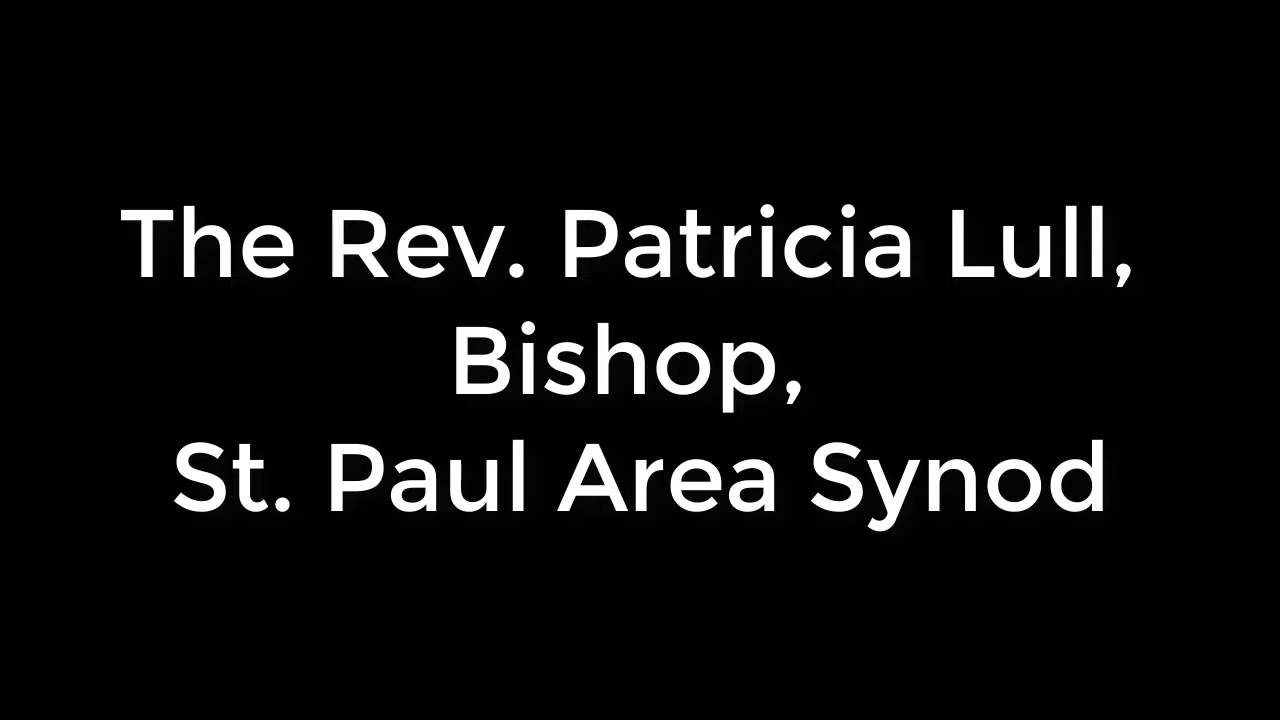 The Rev. Patricia Lull,
Bishop,
St. Paul Area Synod